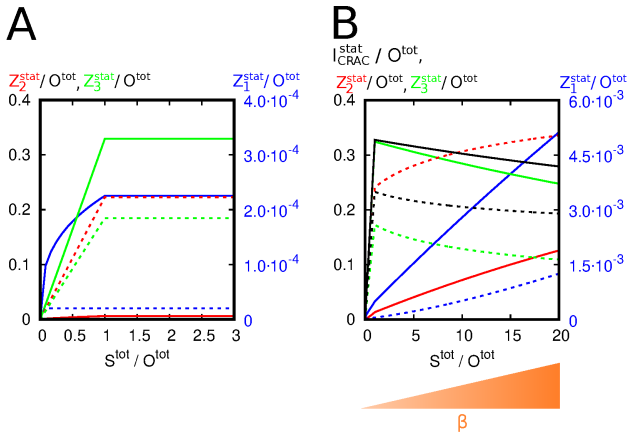 A
Z₂ˢᵗᵃᵗ/Oᵗᵒᵗ, Z₃ˢᵗᵃᵗ/Oᵗᵒᵗ
Z₁ˢᵗᵃᵗ/Oᵗᵒᵗ
0.4
0.3
0.2
0.1
0
4.0·10⁻⁴
3.0·10⁻⁴
2.0·10⁻⁴
1.0·10⁻⁴
0
0 0.5 1 1.5 2 2.5 3
Sᵗᵒᵗ/Oᵗᵒᵗ
B
I_CRACˢᵗᵃᵗ / Oᵗᵒᵗ,
Z₂ˢᵗᵃᵗ/Oᵗᵒᵗ, Z₃ˢᵗᵃᵗ/Oᵗᵒᵗ
Z₁ˢᵗᵃᵗ/Oᵗᵒᵗ
0.4
0.3
0.2
0.1
0
6.0·10⁻³
4.5·10⁻³
3.0·10⁻³
1.5·10⁻³
0
0 5 10 15 20
Sᵗᵒᵗ/Oᵗᵒᵗ
β